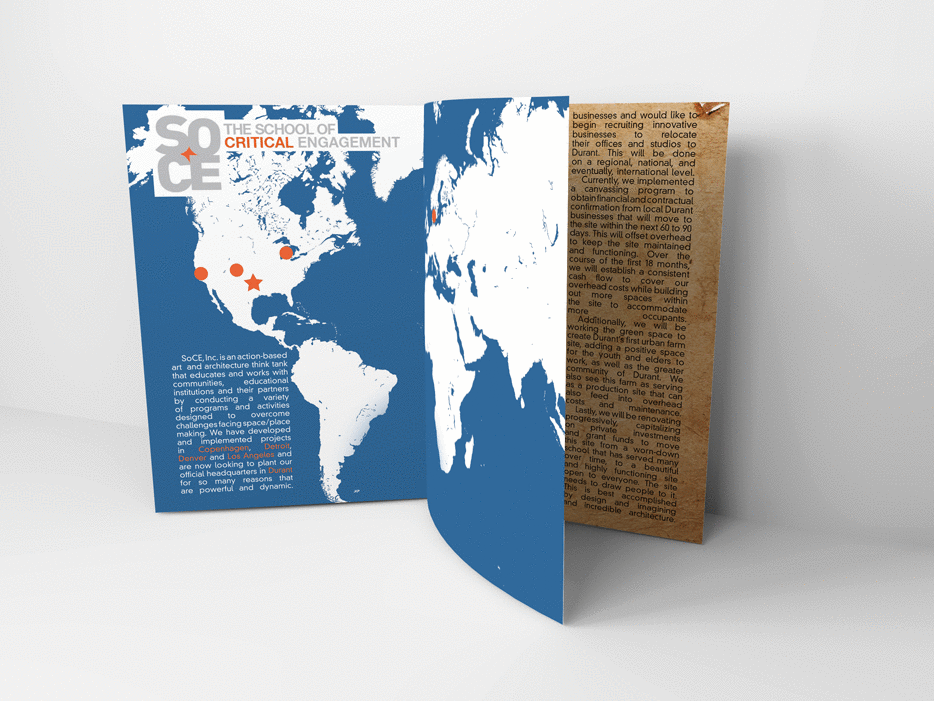 SO
CE
THE SCHOOL OF
CRITICAL ENGAGEMENT
SoCE, Inc. is an action-based
art and architecture think tank
that educates and works with
communities, educational
institutions and their partners
by conducting a variety
of programs and activities
designed to overcome
challenges facing space/place
making. We have developed
and implemented projects
in Copenhagen, Detroit,
Denver and Los Angeles and
are now looking to plant our
official headquarters in Durant
for so many reasons that
are powerful and dynamic.
businesses and would like to
begin recruiting innovative
businesses to relocate
their offices and studios to
Durant. This will be done
on a regional, national, and
eventually, international level.
Currently, we implemented
a canvassing program to
obtain financial and contractual
confirmation from local Durant
businesses that will move to
the site within the next 60 to 90
days. This will offset overhead
to keep the site maintained
and functioning. Over the
course of the first 18 months,
we will establish a consistent
cash flow to cover our
overhead costs while building
out more spaces within
the site to accommodate
more occupants.
Additionally, we will be
working the green space to
create Durant's first urban farm
site, adding a positive space
for the youth and elders to
work, as well as the greater
community of Durant. We
also see this farm as serving
as a production site that can
also feed into overhead
costs and maintenance.
Lastly, we will be renovating
on private investments
and grant funds to move
this site from a worn-down
school that has served many
over time, to a beautiful
and highly functioning site
open to everyone. The site
needs to draw people to it.
This is best accomplished
by design and imagining
and incredible architecture.